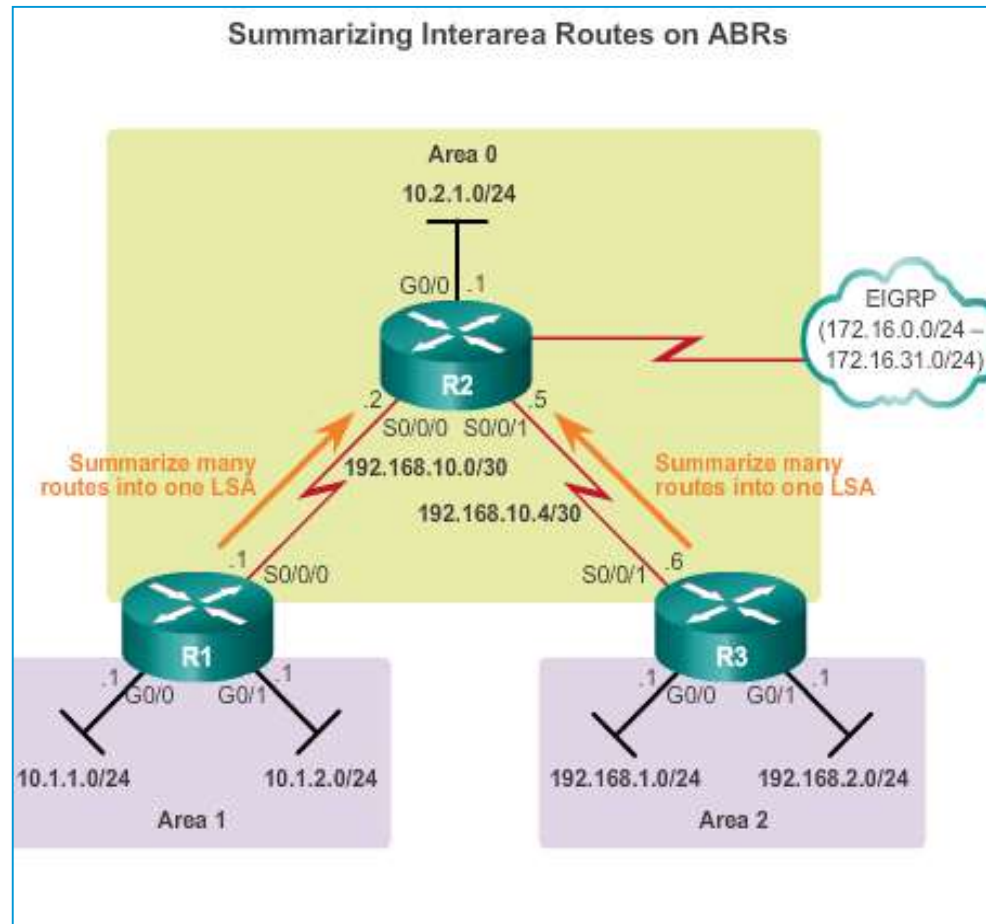 Summarizing Interarea Routes on ABRs
Area 0
10.2.1.0/24
G0/0 .1
EIGRP
(172.16.0.0/24 –
172.16.31.0/24)
R2
.2 .5
S0/0/0 S0/0/1
Summarize many
routes into one LSA
192.168.10.0/30
Summarize many
routes into one LSA
192.168.10.4/30
.1 S0/0/0
S0/0/1 .6
R1
R3
.1 G0/0 G0/1 .1
.1 G0/0 G0/1 .1
10.1.1.0/24 10.1.2.0/24
192.168.1.0/24 192.168.2.0/24
Area 1
Area 2